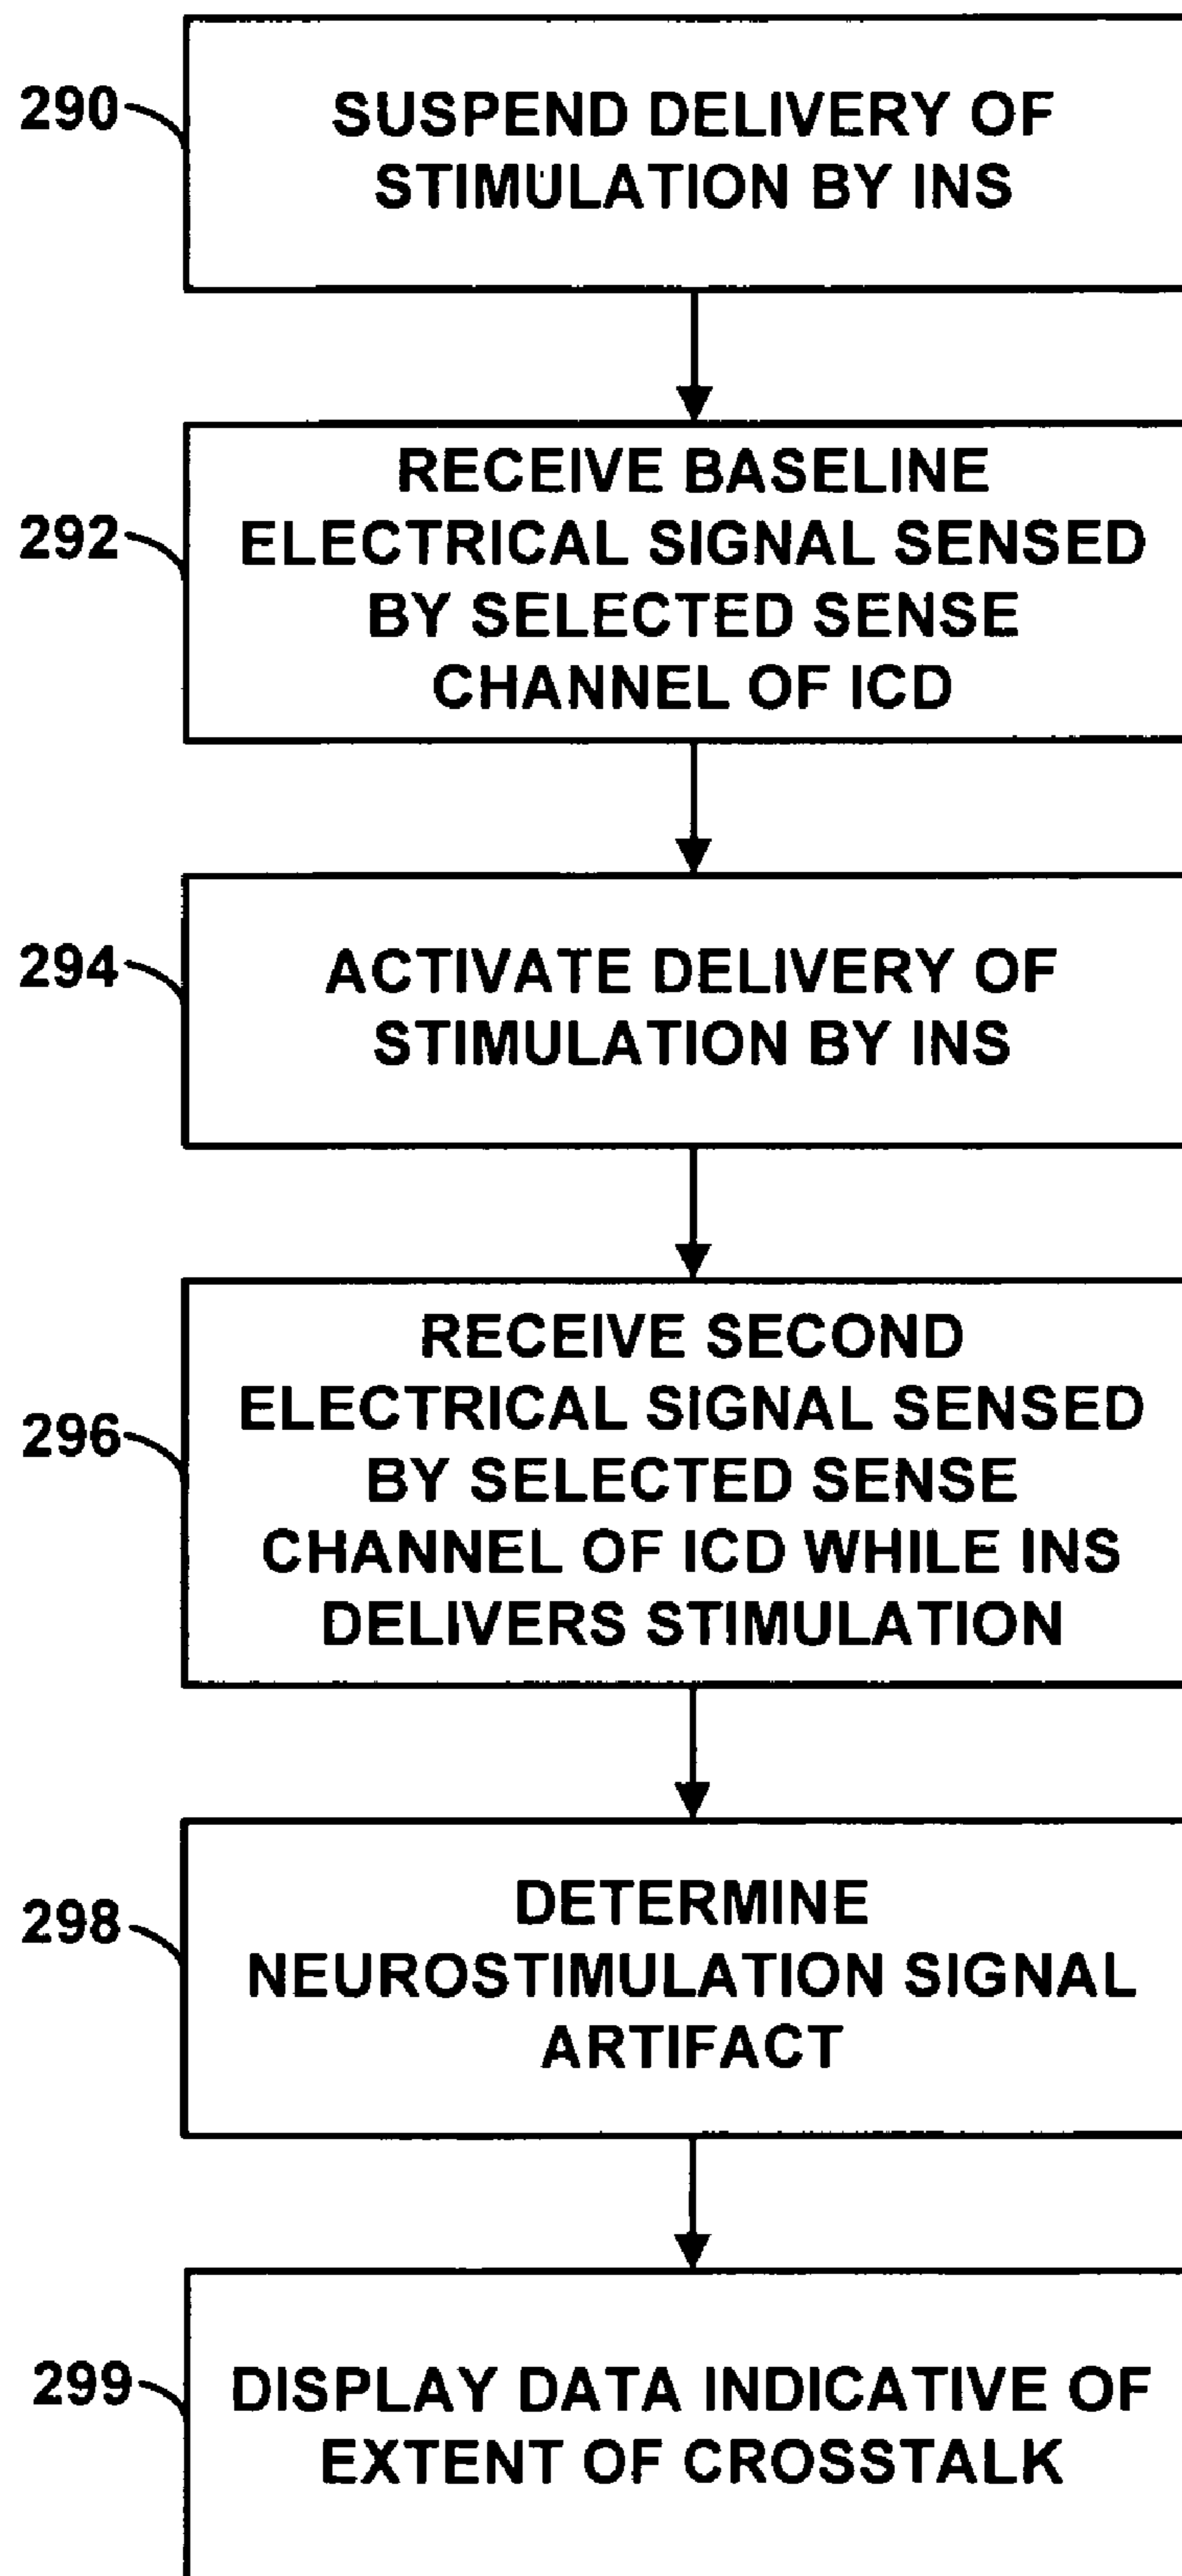 290
SUSPEND DELIVERY OF
STIMULATION BY INS
292
RECEIVE BASELINE
ELECTRICAL SIGNAL SENSED
BY SELECTED SENSE
CHANNEL OF ICD
294
ACTIVATE DELIVERY OF
STIMULATION BY INS
296
RECEIVE SECOND
ELECTRICAL SIGNAL SENSED
BY SELECTED SENSE
CHANNEL OF ICD WHILE INS
DELIVERS STIMULATION
298
DETERMINE
NEUROSTIMULATION SIGNAL
ARTIFACT
299
DISPLAY DATA INDICATIVE OF
EXTENT OF CROSSTALK